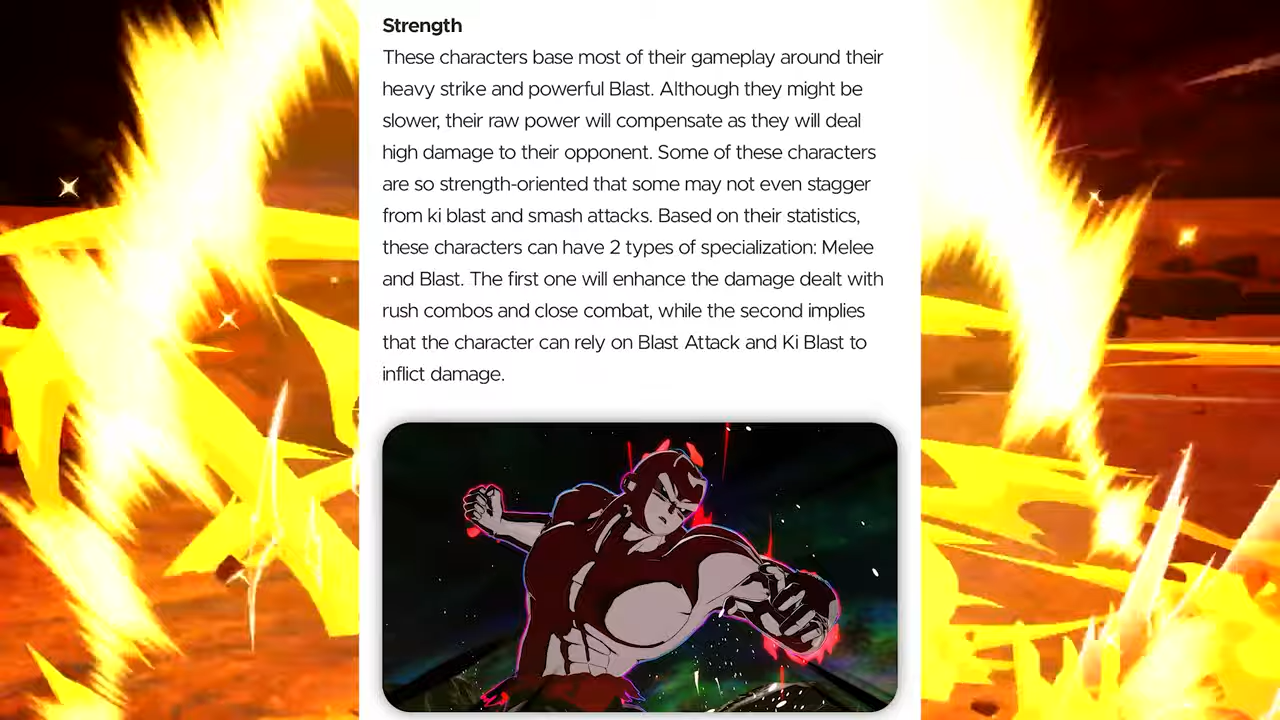 Strength
These characters base most of their gameplay around their
heavy strike and powerful Blast. Although they might be
slower, their raw power will compensate as they will deal
high damage to their opponent. Some of these characters
are so strength-oriented that some may not even stagger
from ki blast and smash attacks. Based on their statistics,
these characters can have 2 types of specialization: Melee
and Blast. The first one will enhance the damage dealt with
rush combos and close combat, while the second implies
that the character can rely on Blast Attack and Ki Blast to
inflict damage.